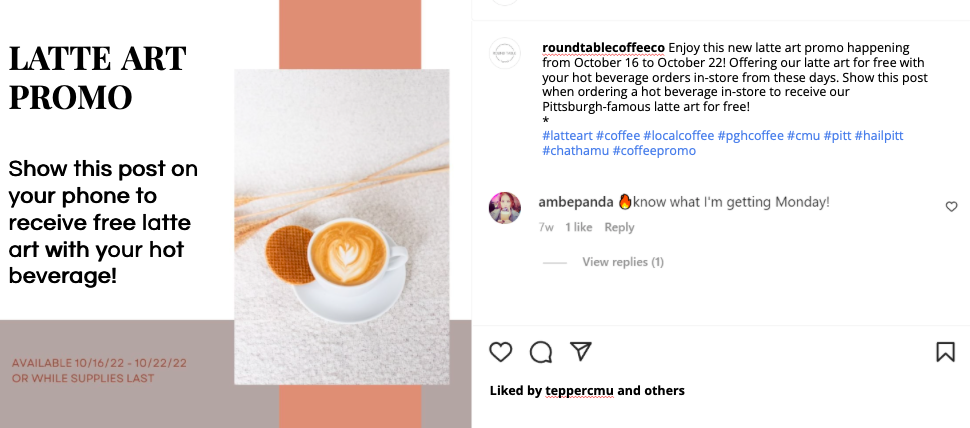 LATTE ART
PROMO
Show this post on
your phone to
receive free latte
art with your hot
beverage!
AVAILABLE 10/16/22 - 10/22/22
OR WHILE SUPPLIES LAST
roundtablecoffeeco Enjoy this new latte art promo happening
from October 16 to October 22! Offering our latte art for free with
your hot beverage orders in-store from these days. Show this post
when ordering a hot beverage in-store to receive our
Pittsburgh-famous latte art for free!
*
#latteart #coffee #localcoffee #pghcoffee #cmu #pitt #hailpitt
#chathamu #coffeepromo
ambepanda 🔥know what I'm getting Monday!
7w 1 like Reply
View replies (1)
Liked by teppercmu and others